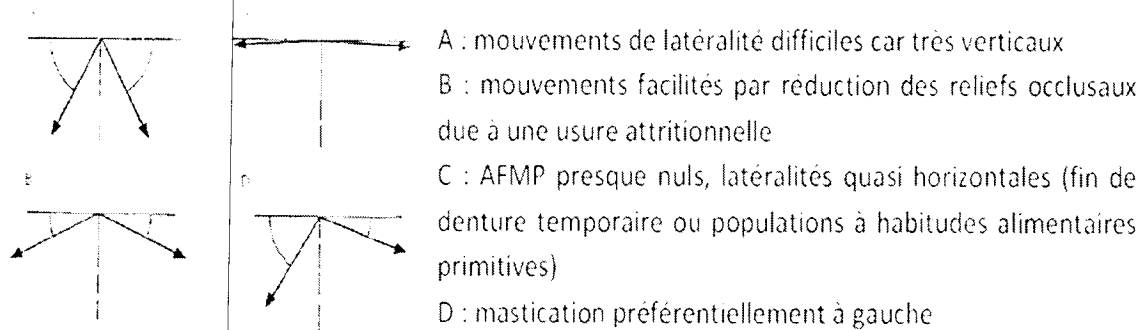 A : mouvements de latéralité difficiles car très verticaux
B : mouvements facilités par réduction des reliefs occlusaux
due à une usure attritionnelle
C : AFMP presque nuls, latéralités quasi horizontales (fin de
denture temporaire ou populations à habitudes alimentaires
primitives)
D : mastication préférentiellement à gauche
B
D